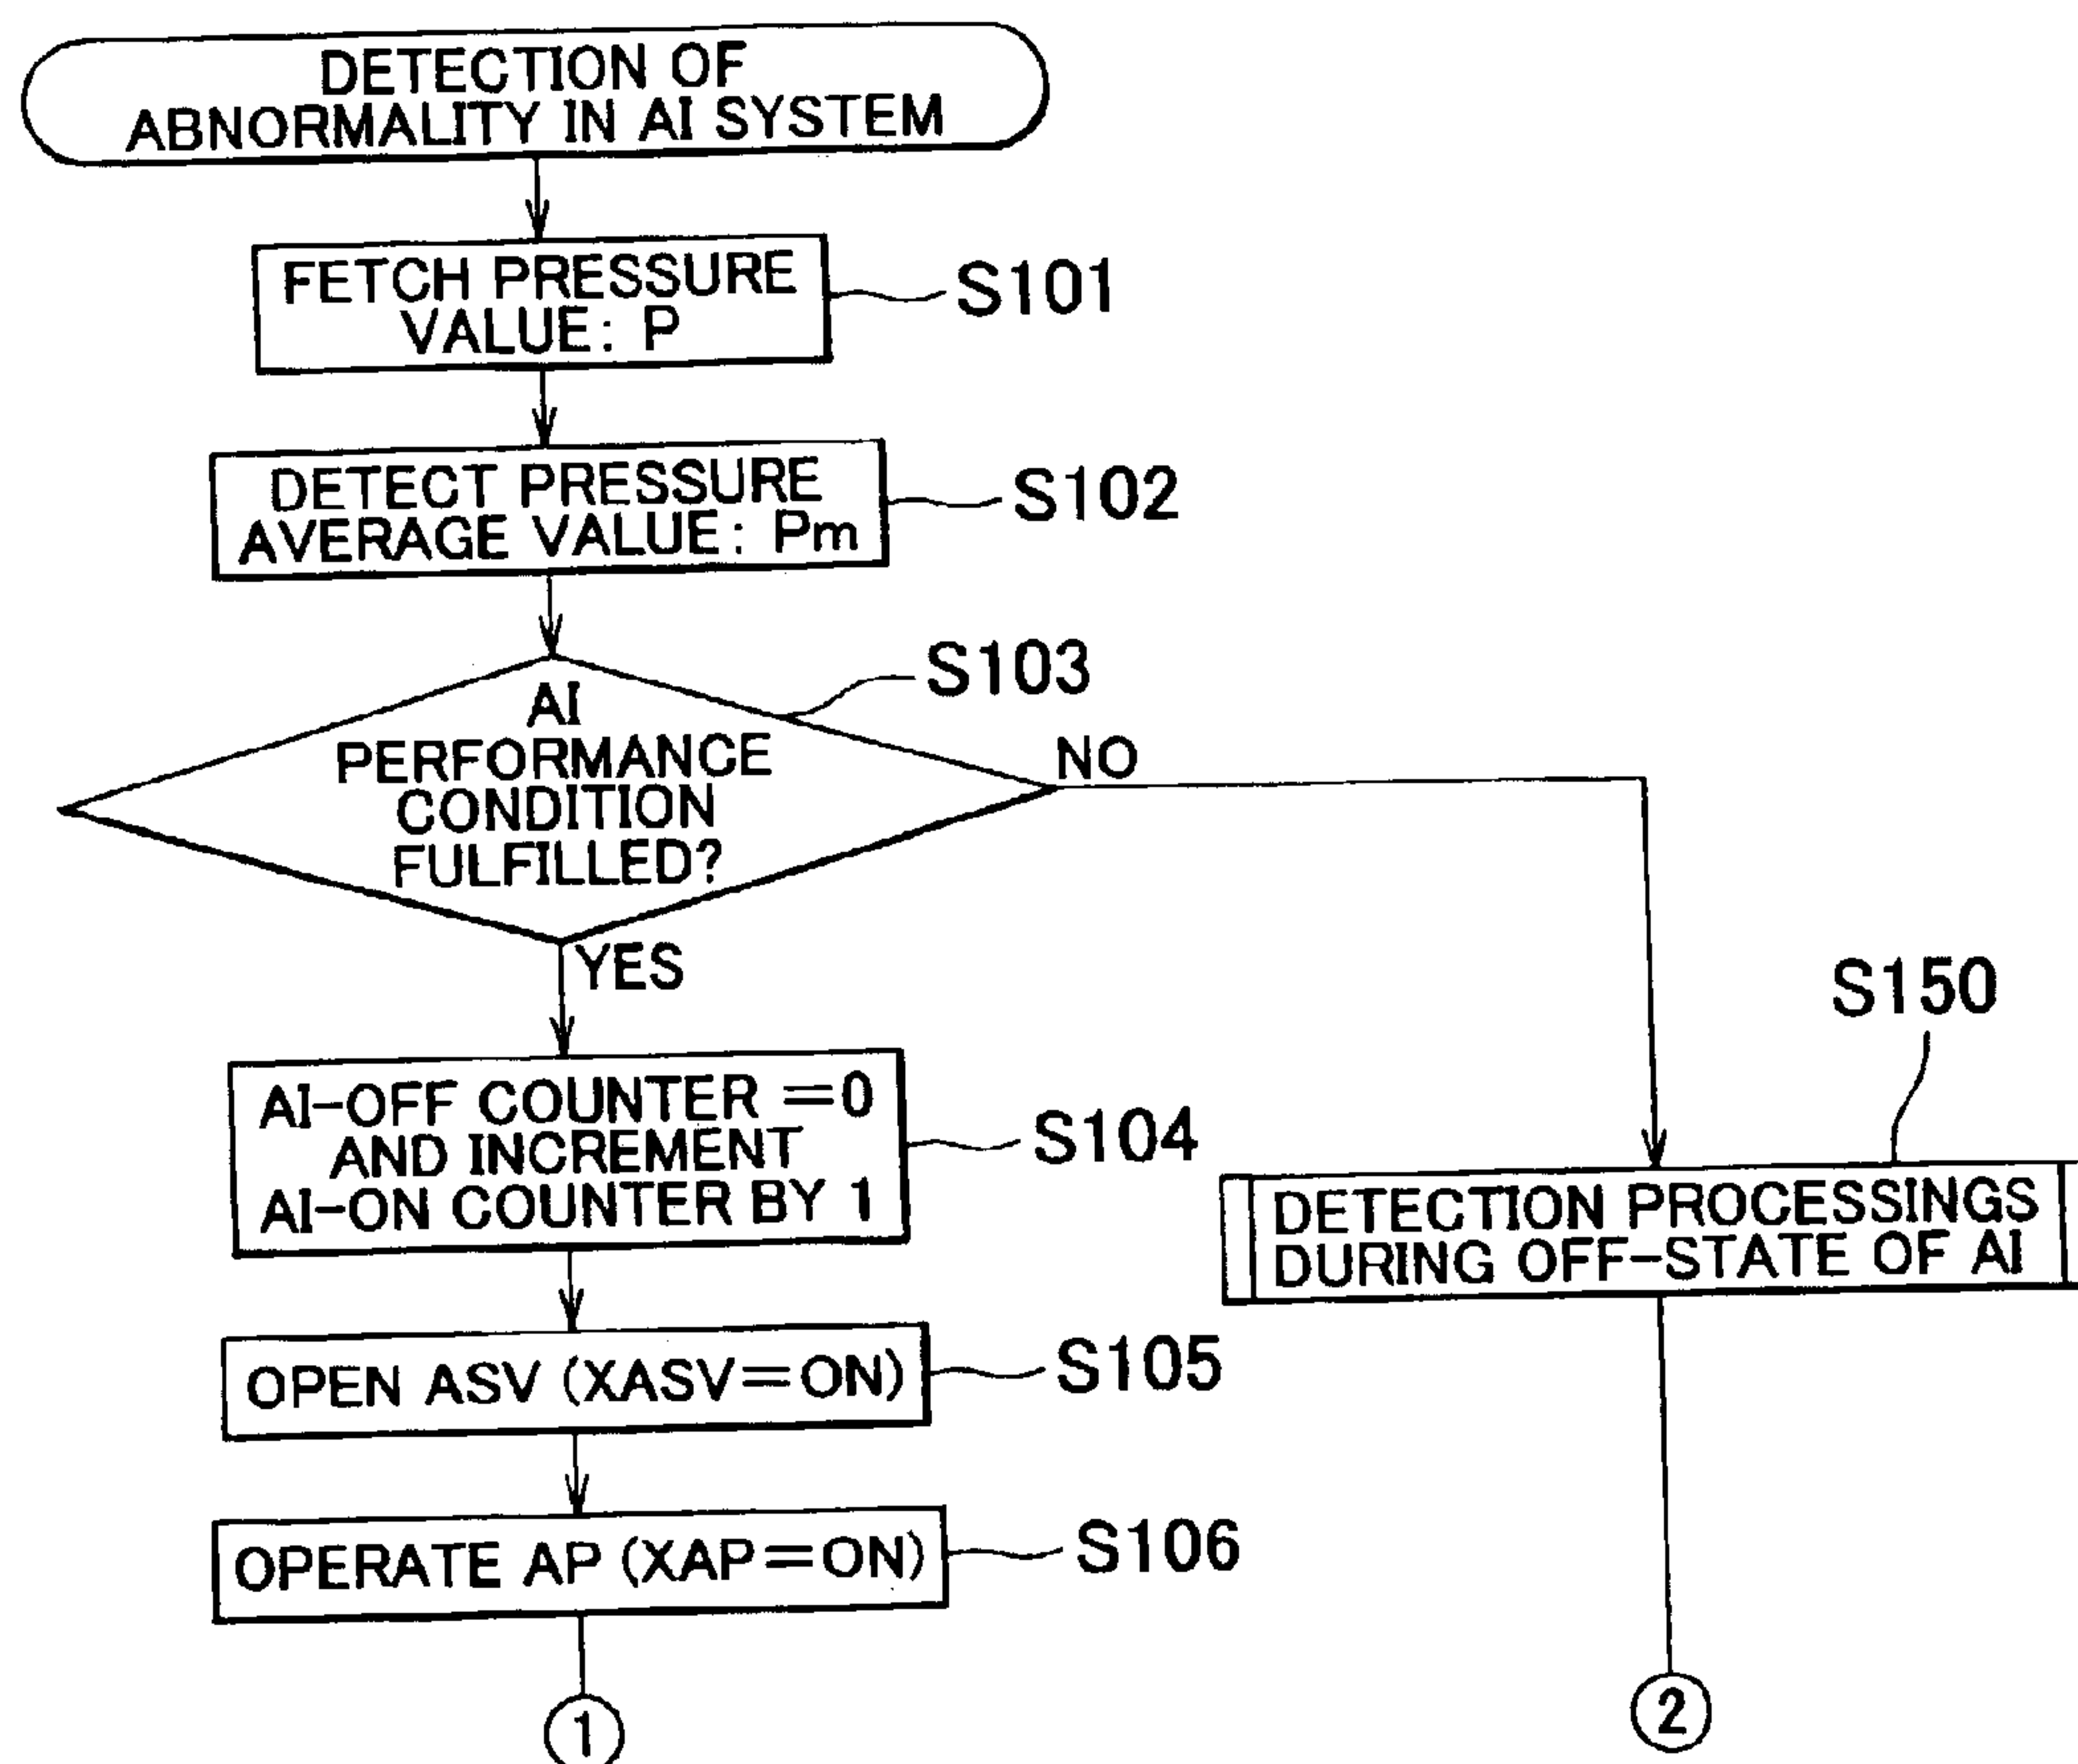 DETECTION OF
ABNORMALITY IN AI SYSTEM
FETCH PRESSURE
VALUE: P
S101
DETECT PRESSURE
AVERAGE VALUE: Pm
S102
S103
AI
PERFORMANCE
CONDITION
FULFILLED?
NO
YES
S150
AI-OFF COUNTER =0
AND INCREMENT
AI-ON COUNTER BY 1
S104
DETECTION PROCESSINGS
DURING OFF-STATE OF AI
OPEN ASV (XASV=ON)
S105
OPERATE AP (XAP=ON)
S106
1
2